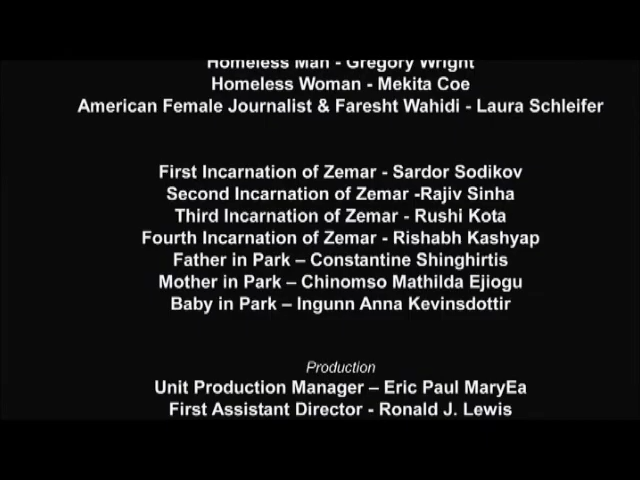 Homeless Man - Gregory Wright
Homeless Woman - Mekita Coe
American Female Journalist & Faresht Wahidi - Laura Schleifer
First Incarnation of Zemar - Sardor Sodikov
Second Incarnation of Zemar -Rajiv Sinha
Third Incarnation of Zemar - Rushi Kota
Fourth Incarnation of Zemar - Rishabh Kashyap
Father in Park – Constantine Shinghirtis
Mother in Park – Chinomso Mathilda Ejiogu
Baby in Park – Ingunn Anna Kevinsdottir
Production
Unit Production Manager – Eric Paul MaryEa
First Assistant Director - Ronald J. Lewis